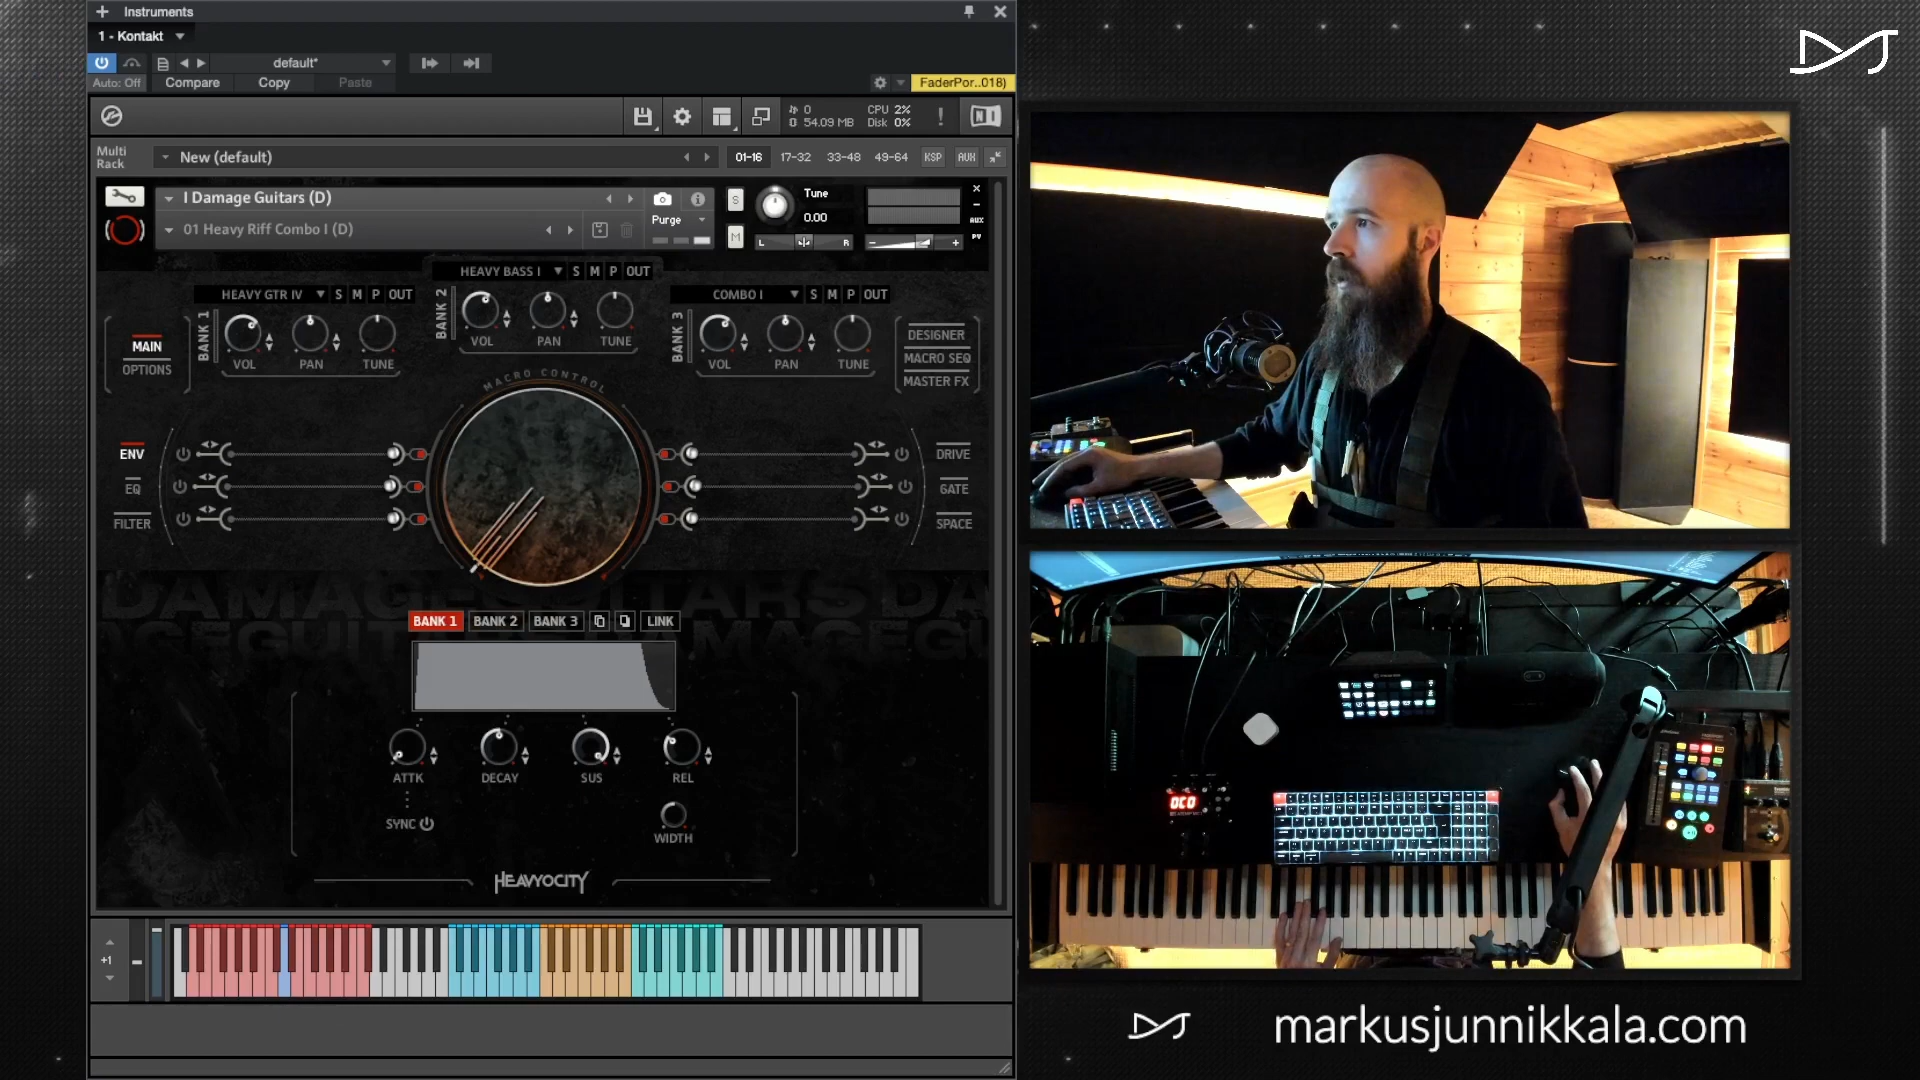 Instruments
1 - Kontakt
default*
Auto: Off
Compare
Copy
Paste
FaderPor..018)
0
54.09 MB
CPU 2%
Disk 0%
!
Multi
Rack
New (default)
01-16
17-32
33-48
49-64
KSP
AUX
I Damage Guitars (D)
S
Tune
0.00
Purge
01 Heavy Riff Combo I (D)
M
L
R
AUX
PV
HEAVY BASS I
S M P OUT
HEAVY GTR IV
S M P OUT
COMBO I
S M P OUT
BANK 1
VOL
PAN
TUNE
BANK 2
VOL
PAN
TUNE
BANK 3
VOL
PAN
TUNE
MAIN
OPTIONS
DESIGNER
MACRO SEQ
MASTER FX
MACRO CONTROL
ENV
EQ
FILTER
DRIVE
GATE
SPACE
BANK 1
BANK 2
BANK 3
LINK
ATTK
DECAY
SUS
REL
SYNC
WIDTH
HEAVYOCITY
+1
markusjunnikkala.com